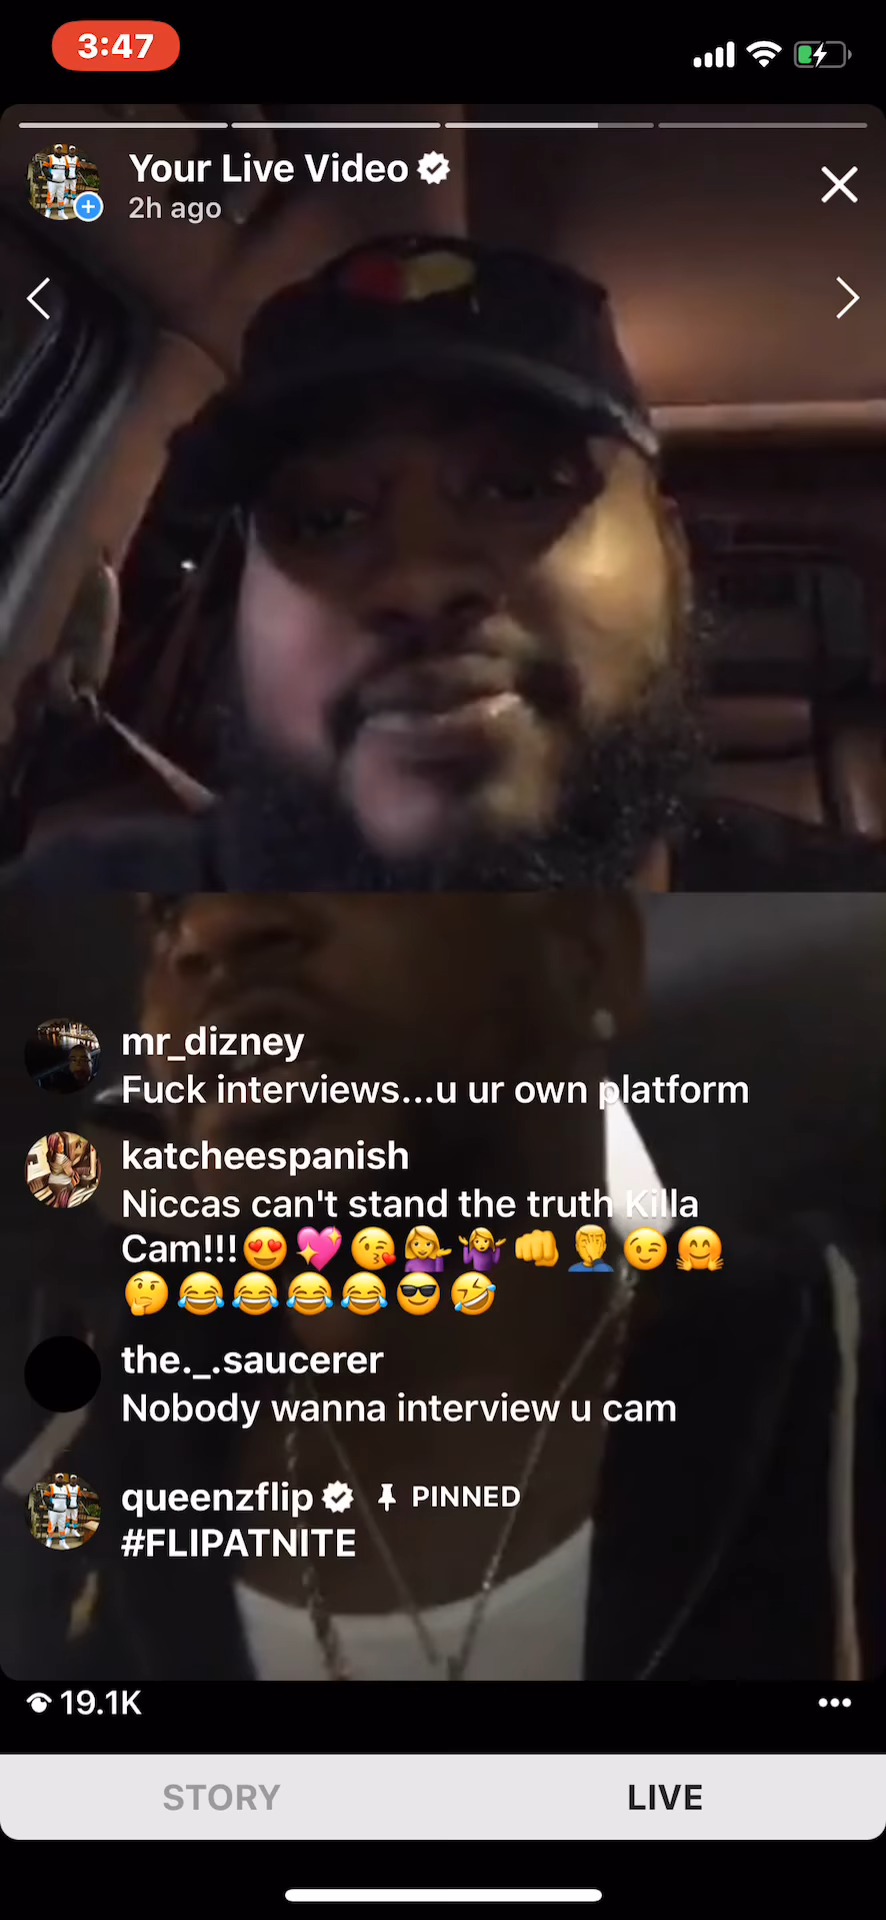 3:47
Your Live Video
2h ago
mr_dizney
Fuck interviews...u ur own platform
katcheespanish
Niccas can't stand the truth Killa
Cam!!!😍💖😘💁‍♀️🤷‍♀️👊🤦‍♂️😉🤗
🤔😂😂😂😂😎🤣
the._.saucerer
Nobody wanna interview u cam
queenzflip PINNED
#FLIPATNITE
19.1K
STORY LIVE